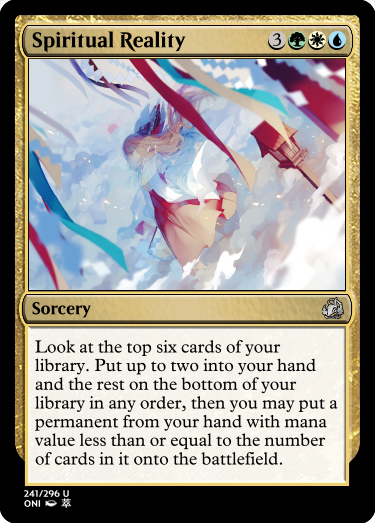 Spiritual Reality 3
Sorcery
Look at the top six cards of your
library. Put up to two into your hand
and the rest on the bottom of your
library in any order, then you may put a
permanent from your hand with mana
value less than or equal to the number
of cards in it onto the battlefield.
241/296 U
ONI 萃